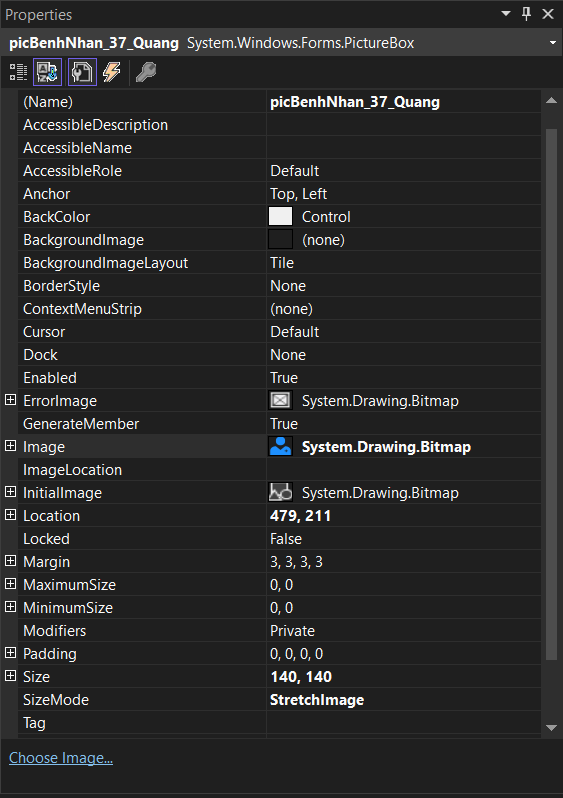 Properties
picBenhNhan_37_Quang System.Windows.Forms.PictureBox
(Name) picBenhNhan_37_Quang
AccessibleDescription
AccessibleName
AccessibleRole Default
Anchor Top, Left
BackColor Control
BackgroundImage (none)
BackgroundImageLayout Tile
BorderStyle None
ContextMenuStrip (none)
Cursor Default
Dock None
Enabled True
ErrorImage System.Drawing.Bitmap
GenerateMember True
Image System.Drawing.Bitmap
ImageLocation
InitialImage System.Drawing.Bitmap
Location 479, 211
Locked False
Margin 3, 3, 3, 3
MaximumSize 0, 0
MinimumSize 0, 0
Modifiers Private
Padding 0, 0, 0, 0
Size 140, 140
SizeMode StretchImage
Tag
Choose Image...